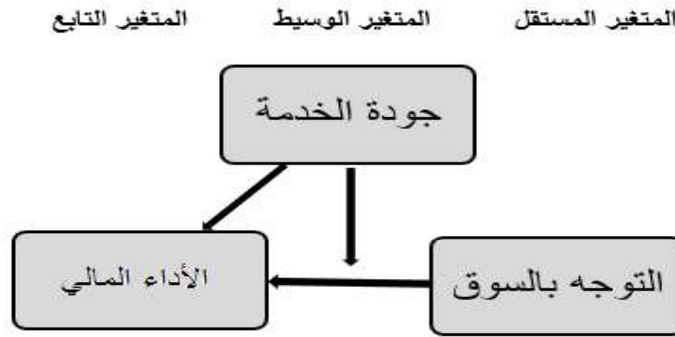 المتغير المستقل
المتغير الوسيط
المتغير التابع
جودة الخدمة
التوجه بالسوق
الأداء المالي